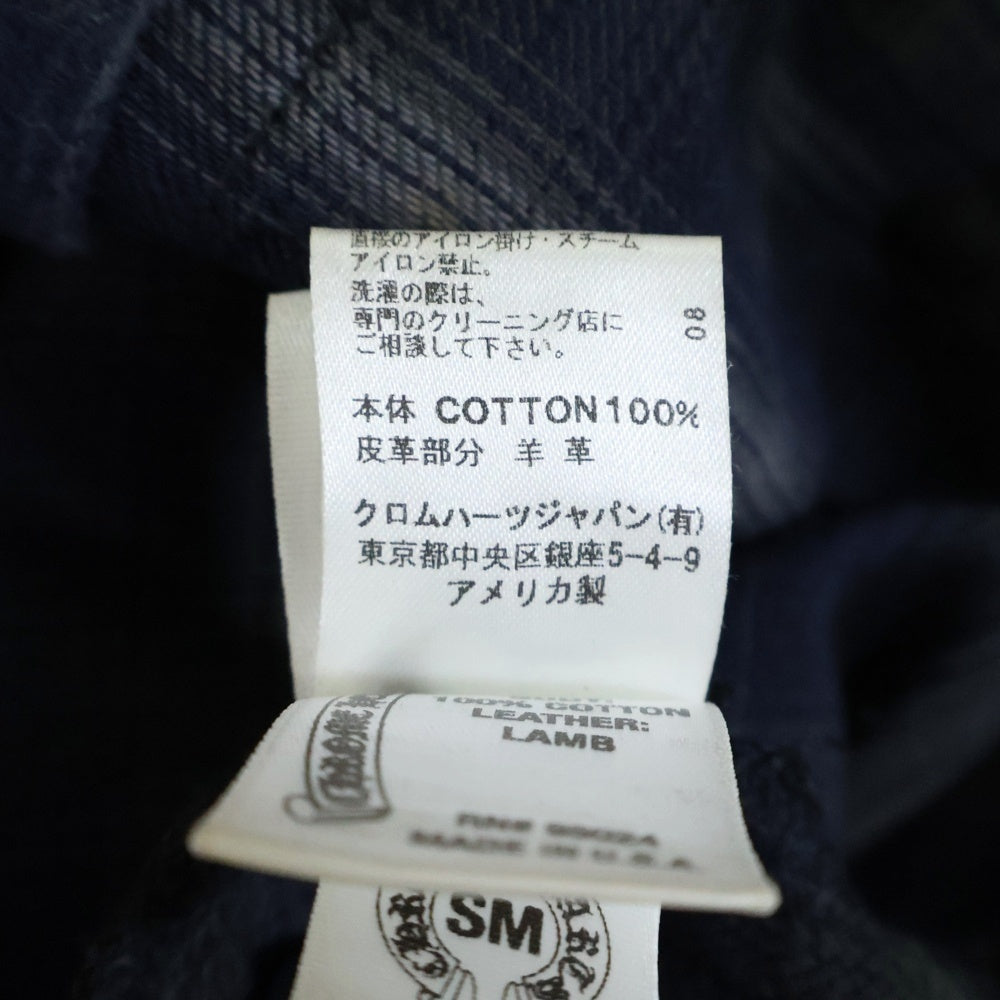 直接のアイロン掛け・スチーム
アイロン禁止。
洗濯の際は、
専門のクリーニング店に
ご相談して下さい。
08
本体 COTTON100%
皮革部分 羊革
クロムハーツジャパン(有)
東京都中央区銀座5-4-9
アメリカ製
100% COTTON
LEATHER:
LAMB
MADE IN U.S.A
SM